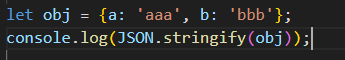 let obj = {a: 'aaa', b: 'bbb'};
console.log(JSON.stringify(obj));